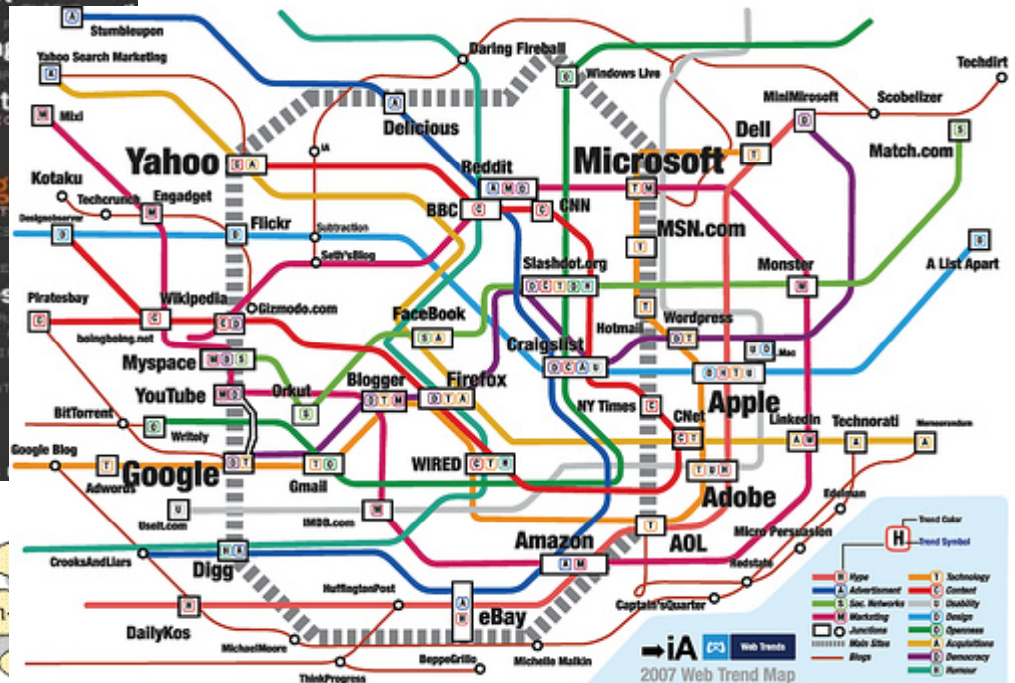 Stumbleupon
Yahoo Search Marketing
Daring Fireball
Windows Live
Techdirt
Mixi
Delicious
MiniMirosoft
Scobelizer
iA
Dell
Match.com
Yahoo
Reddit
Microsoft
Kotaku
Techcrunch
Engadget
BBC
CNN
Designobserver
Flickr
Subtraction
MSN.com
Seth'sBlog
Slashdot.org
Monster
A List Apart
Piratesbay
Wikipedia
Gizmodo.com
FaceBook
Hotmail
Wordpress
boingboing.net
Craigslist
.Mac
Myspace
Blogger
Firefox
YouTube
Orkut
NY Times
Apple
BitTorrent
Writely
CNet
LinkedIn
Technorati
Memeorandum
Google Blog
Adwords
Google
Gmail
WIRED
Adobe
Useit.com
IMDB.com
Edelman
Micro Persuasion
CrooksAndLiars
Digg
Amazon
AOL
Redstate
HuffingtonPost
Captain'sQuarter
DailyKos
eBay
MichaelMoore
BeppeGrillo
Michelle Malkin
ThinkProgress
Trend Color
H
Trend Symbol
H Hype
T Technology
A Advertisment
C Content
S Soc. Networks
U Usability
M Marketing
D Design
Junctions
O Openness
Main Sites
A Acquisitions
Blogs
D Democracy
H Humour
iA
Web Trends
2007 Web Trend Map